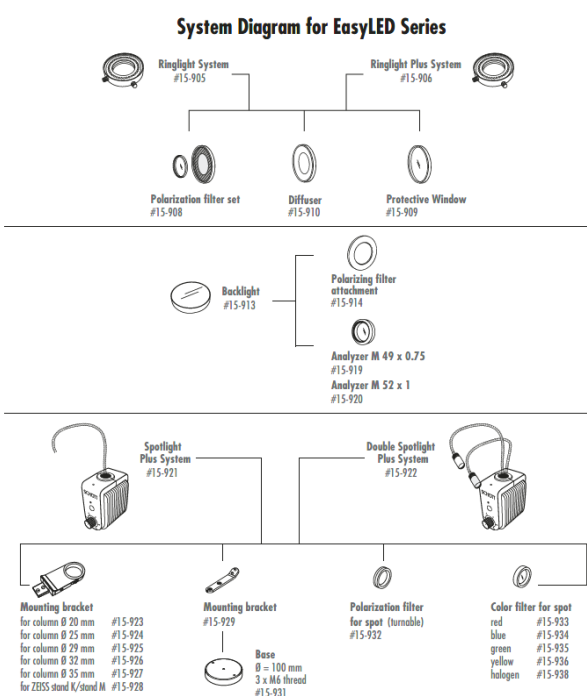 System Diagram for EasyLED Series
Ringlight System
#15-905
Ringlight Plus System
#15-906
Polarization filter set
#15-908
Diffuser
#15-910
Protective Window
#15-909
Backlight
#15-913
Polarizing filter
attachment
#15-914
Analyzer M 49 x 0.75
#15-919
Analyzer M 52 x 1
#15-920
Spotlight
Plus System
#15-921
Double Spotlight
Plus System
#15-922
SCHOTT
SCHOTT
Mounting bracket
for column Ø 20 mm #15-923
for column Ø 25 mm #15-924
for column Ø 29 mm #15-925
for column Ø 32 mm #15-926
for column Ø 35 mm #15-927
for ZEISS stand K/stand M #15-928
Mounting bracket
#15-929
Base
Ø = 100 mm
3 x M6 thread
#15-931
Polarization filter
for spot (turnable)
#15-932
Color filter for spot
red #15-933
blue #15-934
green #15-935
yellow #15-936
halogen #15-938